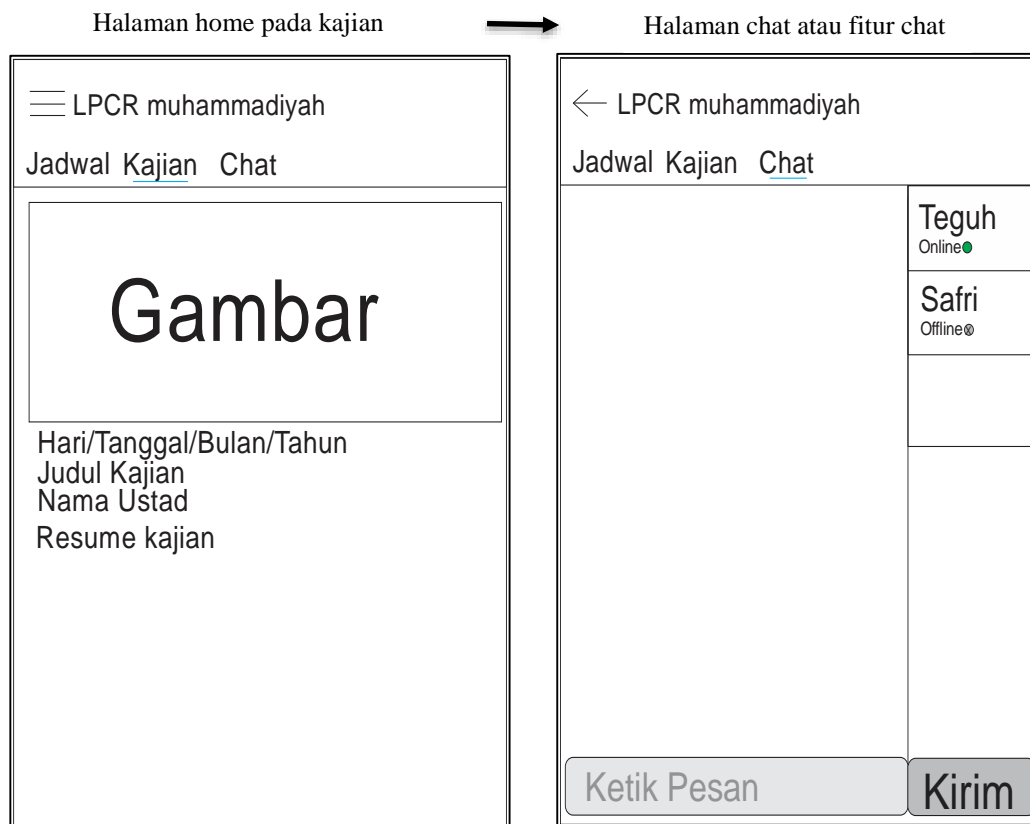 Halaman home pada kajian
Halaman chat atau fitur chat
LPCR muhammadiyah
Jadwal Kajian Chat
Gambar
Hari/Tanggal/Bulan/Tahun
Judul Kajian
Nama Ustad
Resume kajian
LPCR muhammadiyah
Jadwal Kajian Chat
Teguh
Online
Safri
Offline
Ketik Pesan
Kirim